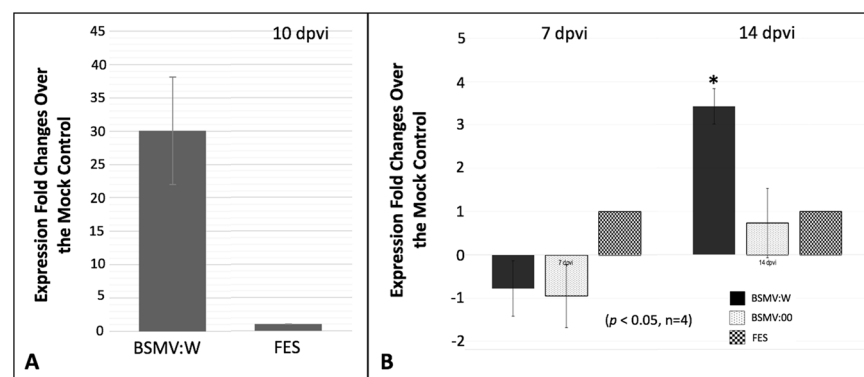 10 dpvi
Expression Fold Changes Over
the Mock Control
45
40
35
30
25
20
15
10
5
0
BSMV:W FES
A
7 dpvi 14 dpvi
Expression Fold Changes Over
the Mock Control
5
4
3
2
1
0
-1
-2
*
7 dpvi 14 dpvi
BSMV:W
BSMV:00
FES
(p < 0.05, n=4)
B